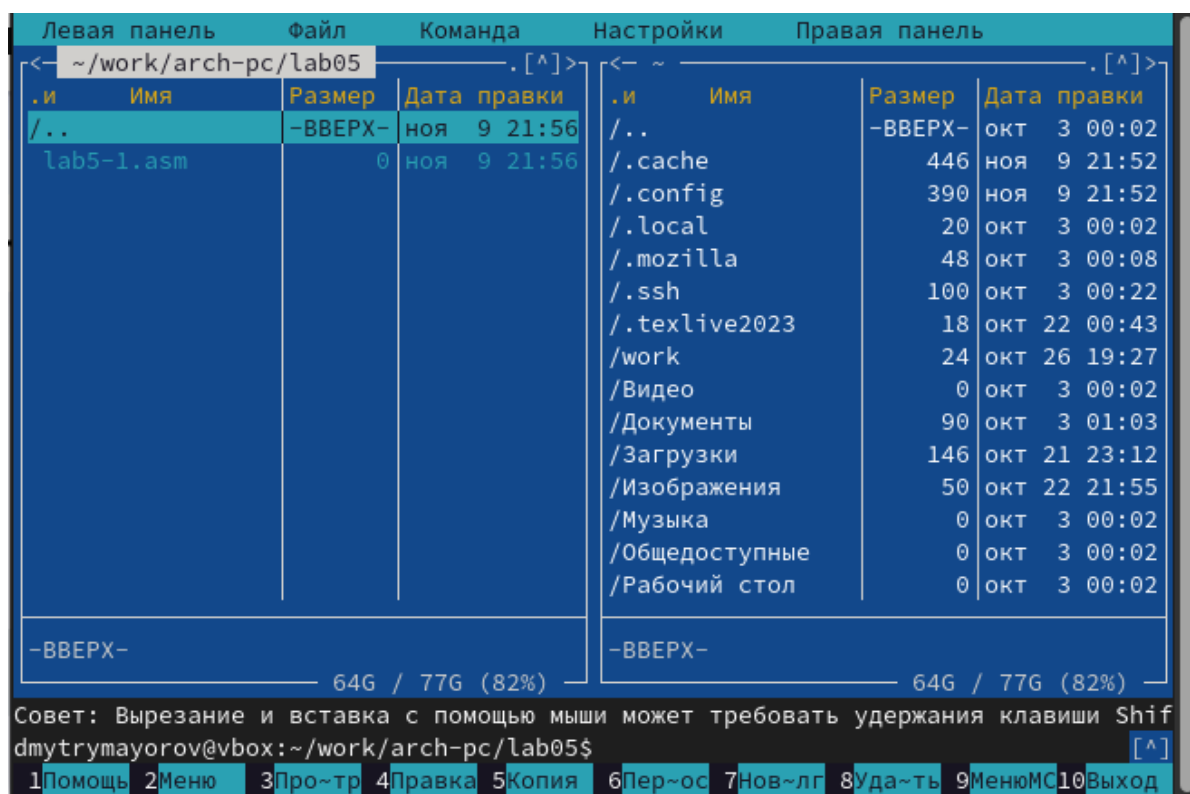 Левая панель Файл Команда Настройки Правая панель
<- ~/work/arch-pc/lab05 .[^]> <- ~ .[^]>
.и Имя Размер Дата правки .и Имя Размер Дата правки
/.. -ВВЕРХ- ноя 9 21:56 /.. -ВВЕРХ- окт 3 00:02
lab5-1.asm 0 ноя 9 21:56 /.cache 446 ноя 9 21:52
/.config 390 ноя 9 21:52
/.local 20 окт 3 00:02
/.mozilla 48 окт 3 00:08
/.ssh 100 окт 3 00:22
/.texlive2023 18 окт 22 00:43
/work 24 окт 26 19:27
/Видео 0 окт 3 00:02
/Документы 90 окт 3 01:03
/Загрузки 146 окт 21 23:12
/Изображения 50 окт 22 21:55
/Музыка 0 окт 3 00:02
/Общедоступные 0 окт 3 00:02
/Рабочий стол 0 окт 3 00:02
-ВВЕРХ- -ВВЕРХ-
64G / 77G (82%) 64G / 77G (82%)
Совет: Вырезание и вставка с помощью мыши может требовать удержания клавиши Shif
dmytrymayorov@vbox:~/work/arch-pc/lab05$ [^]
1Помощь 2Меню 3Про~тр 4Правка 5Копия 6Пер~ос 7Нов~лг 8Уда~ть 9МенюМС 10Выход